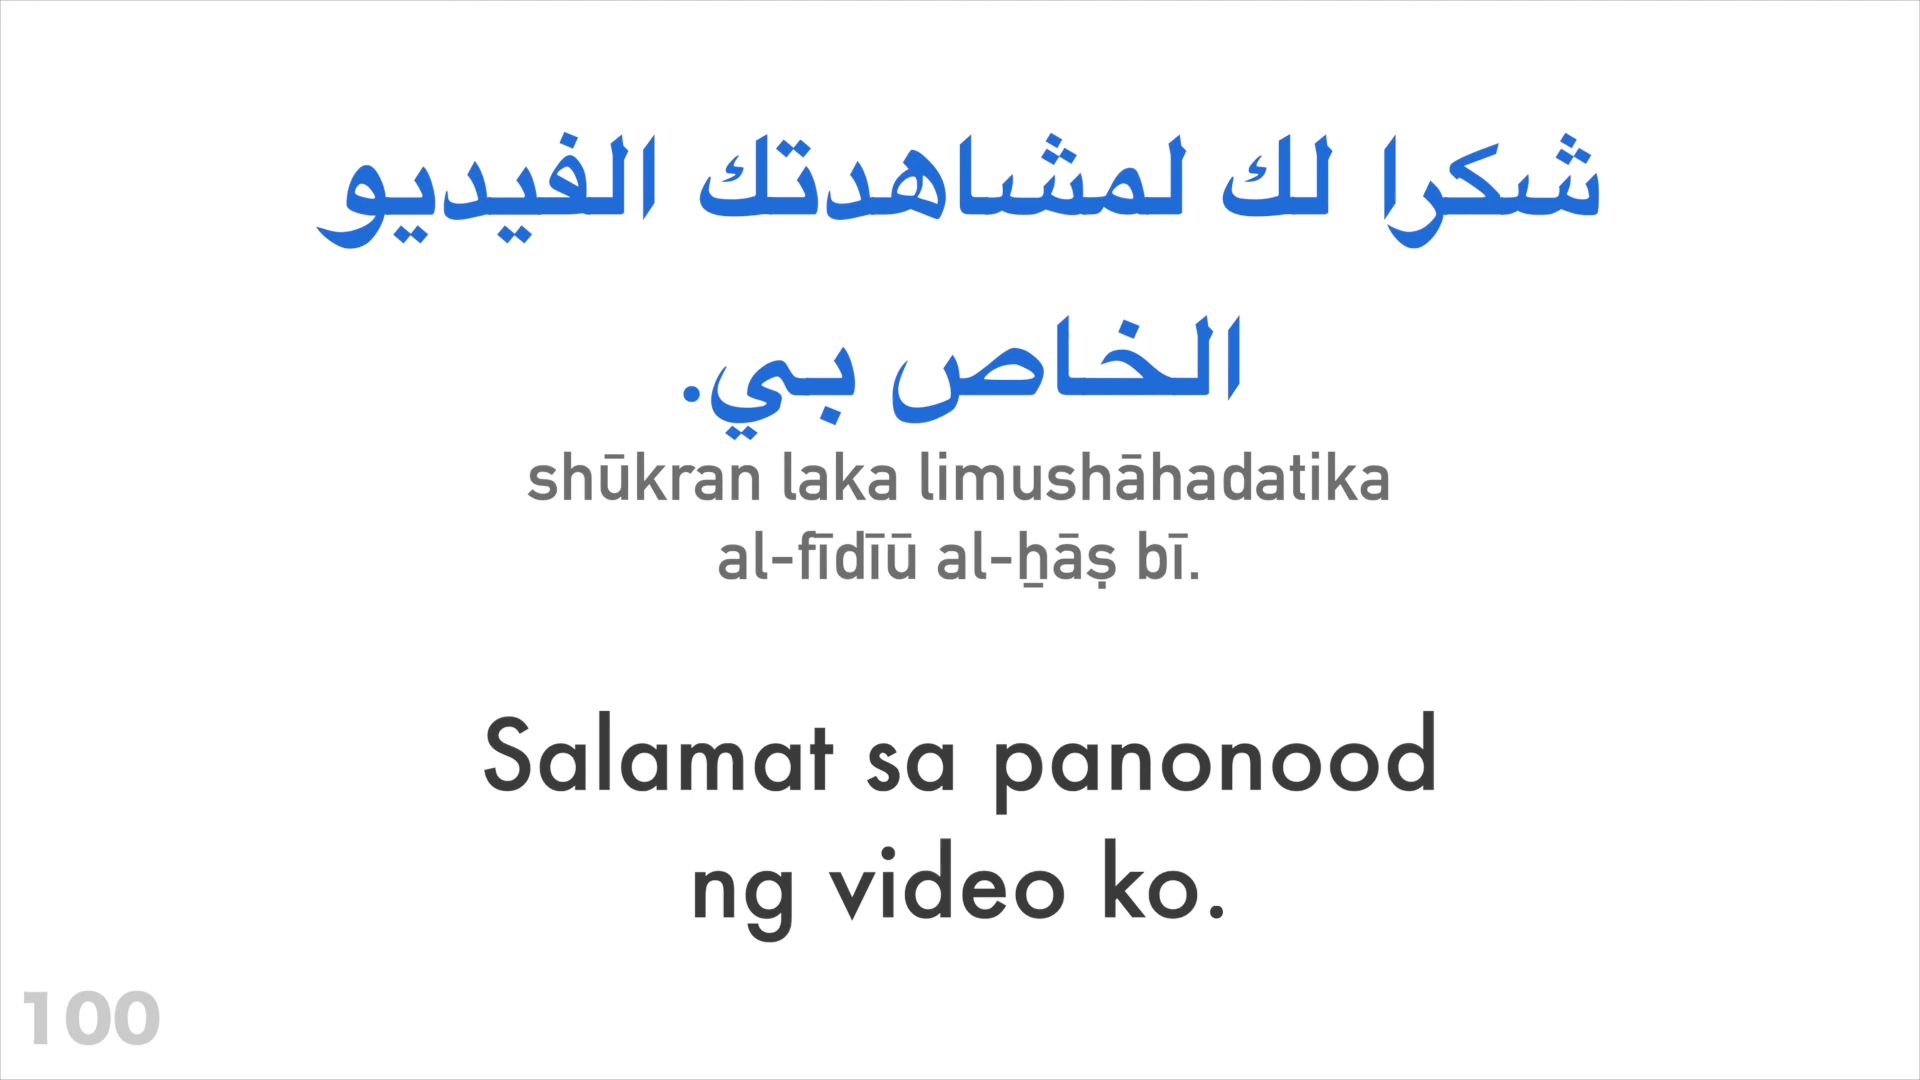 شكرا لك لمشاهدتك الفيديو
الخاص بي.
shūkran laka limushāhadatika
al-fīdīū al-ẖāṣ bī.
Salamat sa panonood
ng video ko.
100